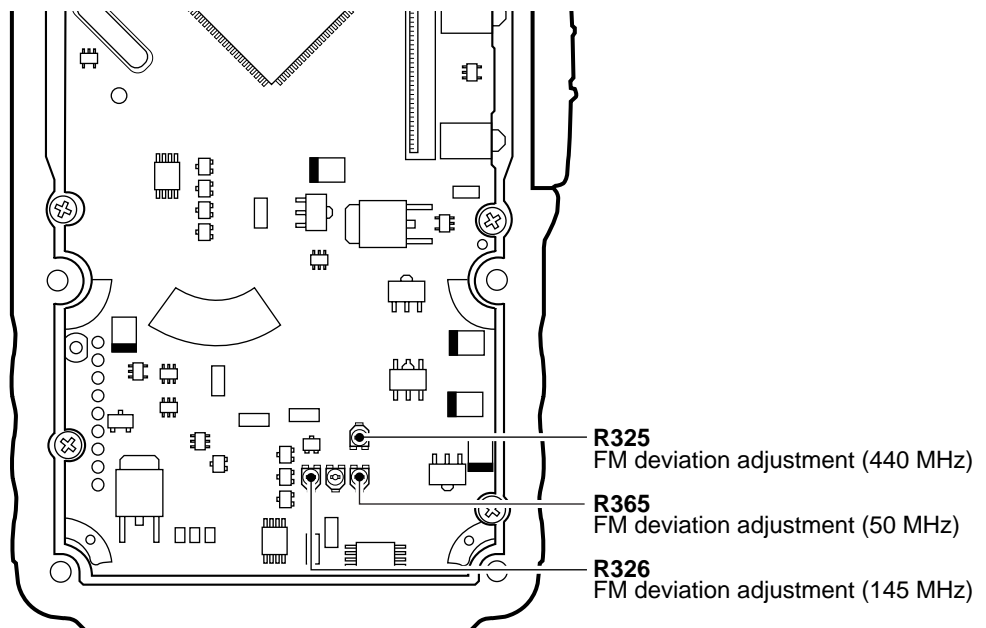 R325
FM deviation adjustment (440 MHz)
R365
FM deviation adjustment (50 MHz)
R326
FM deviation adjustment (145 MHz)